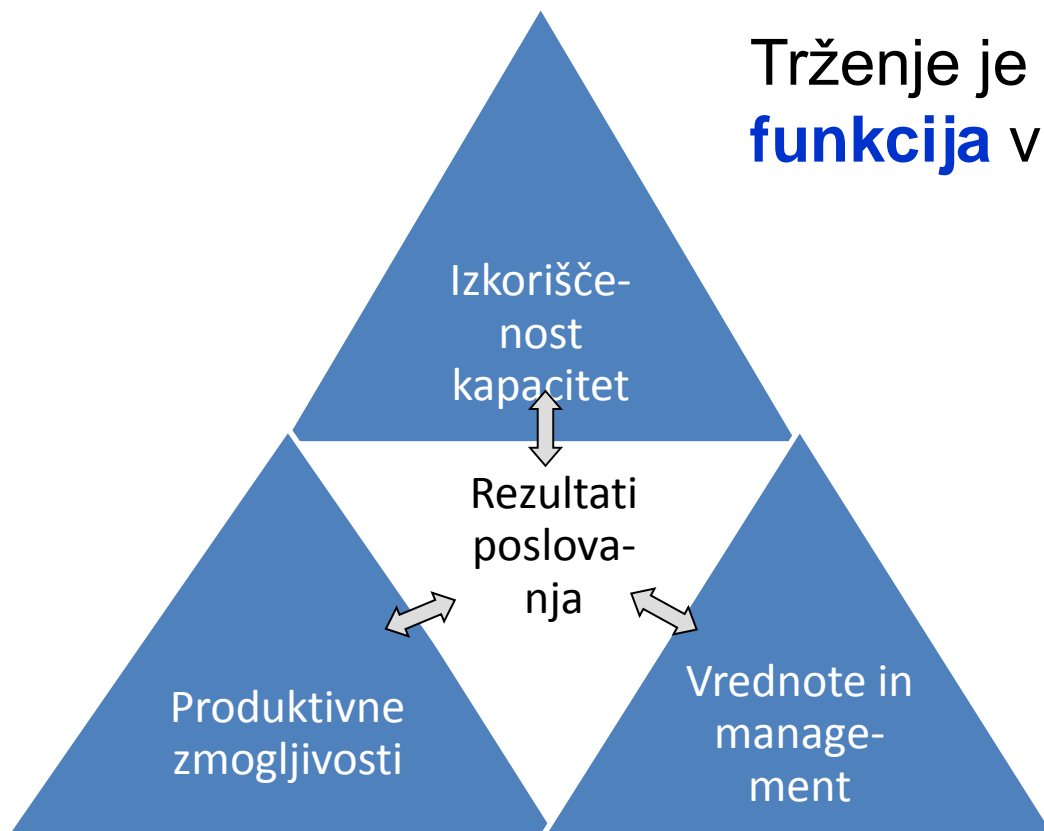 Trženje je
funkcija v
Izkorišče-
nost
kapacitet
Rezultati
poslova-
nja
Produktivne
zmogljivosti
Vrednote in
manage-
ment